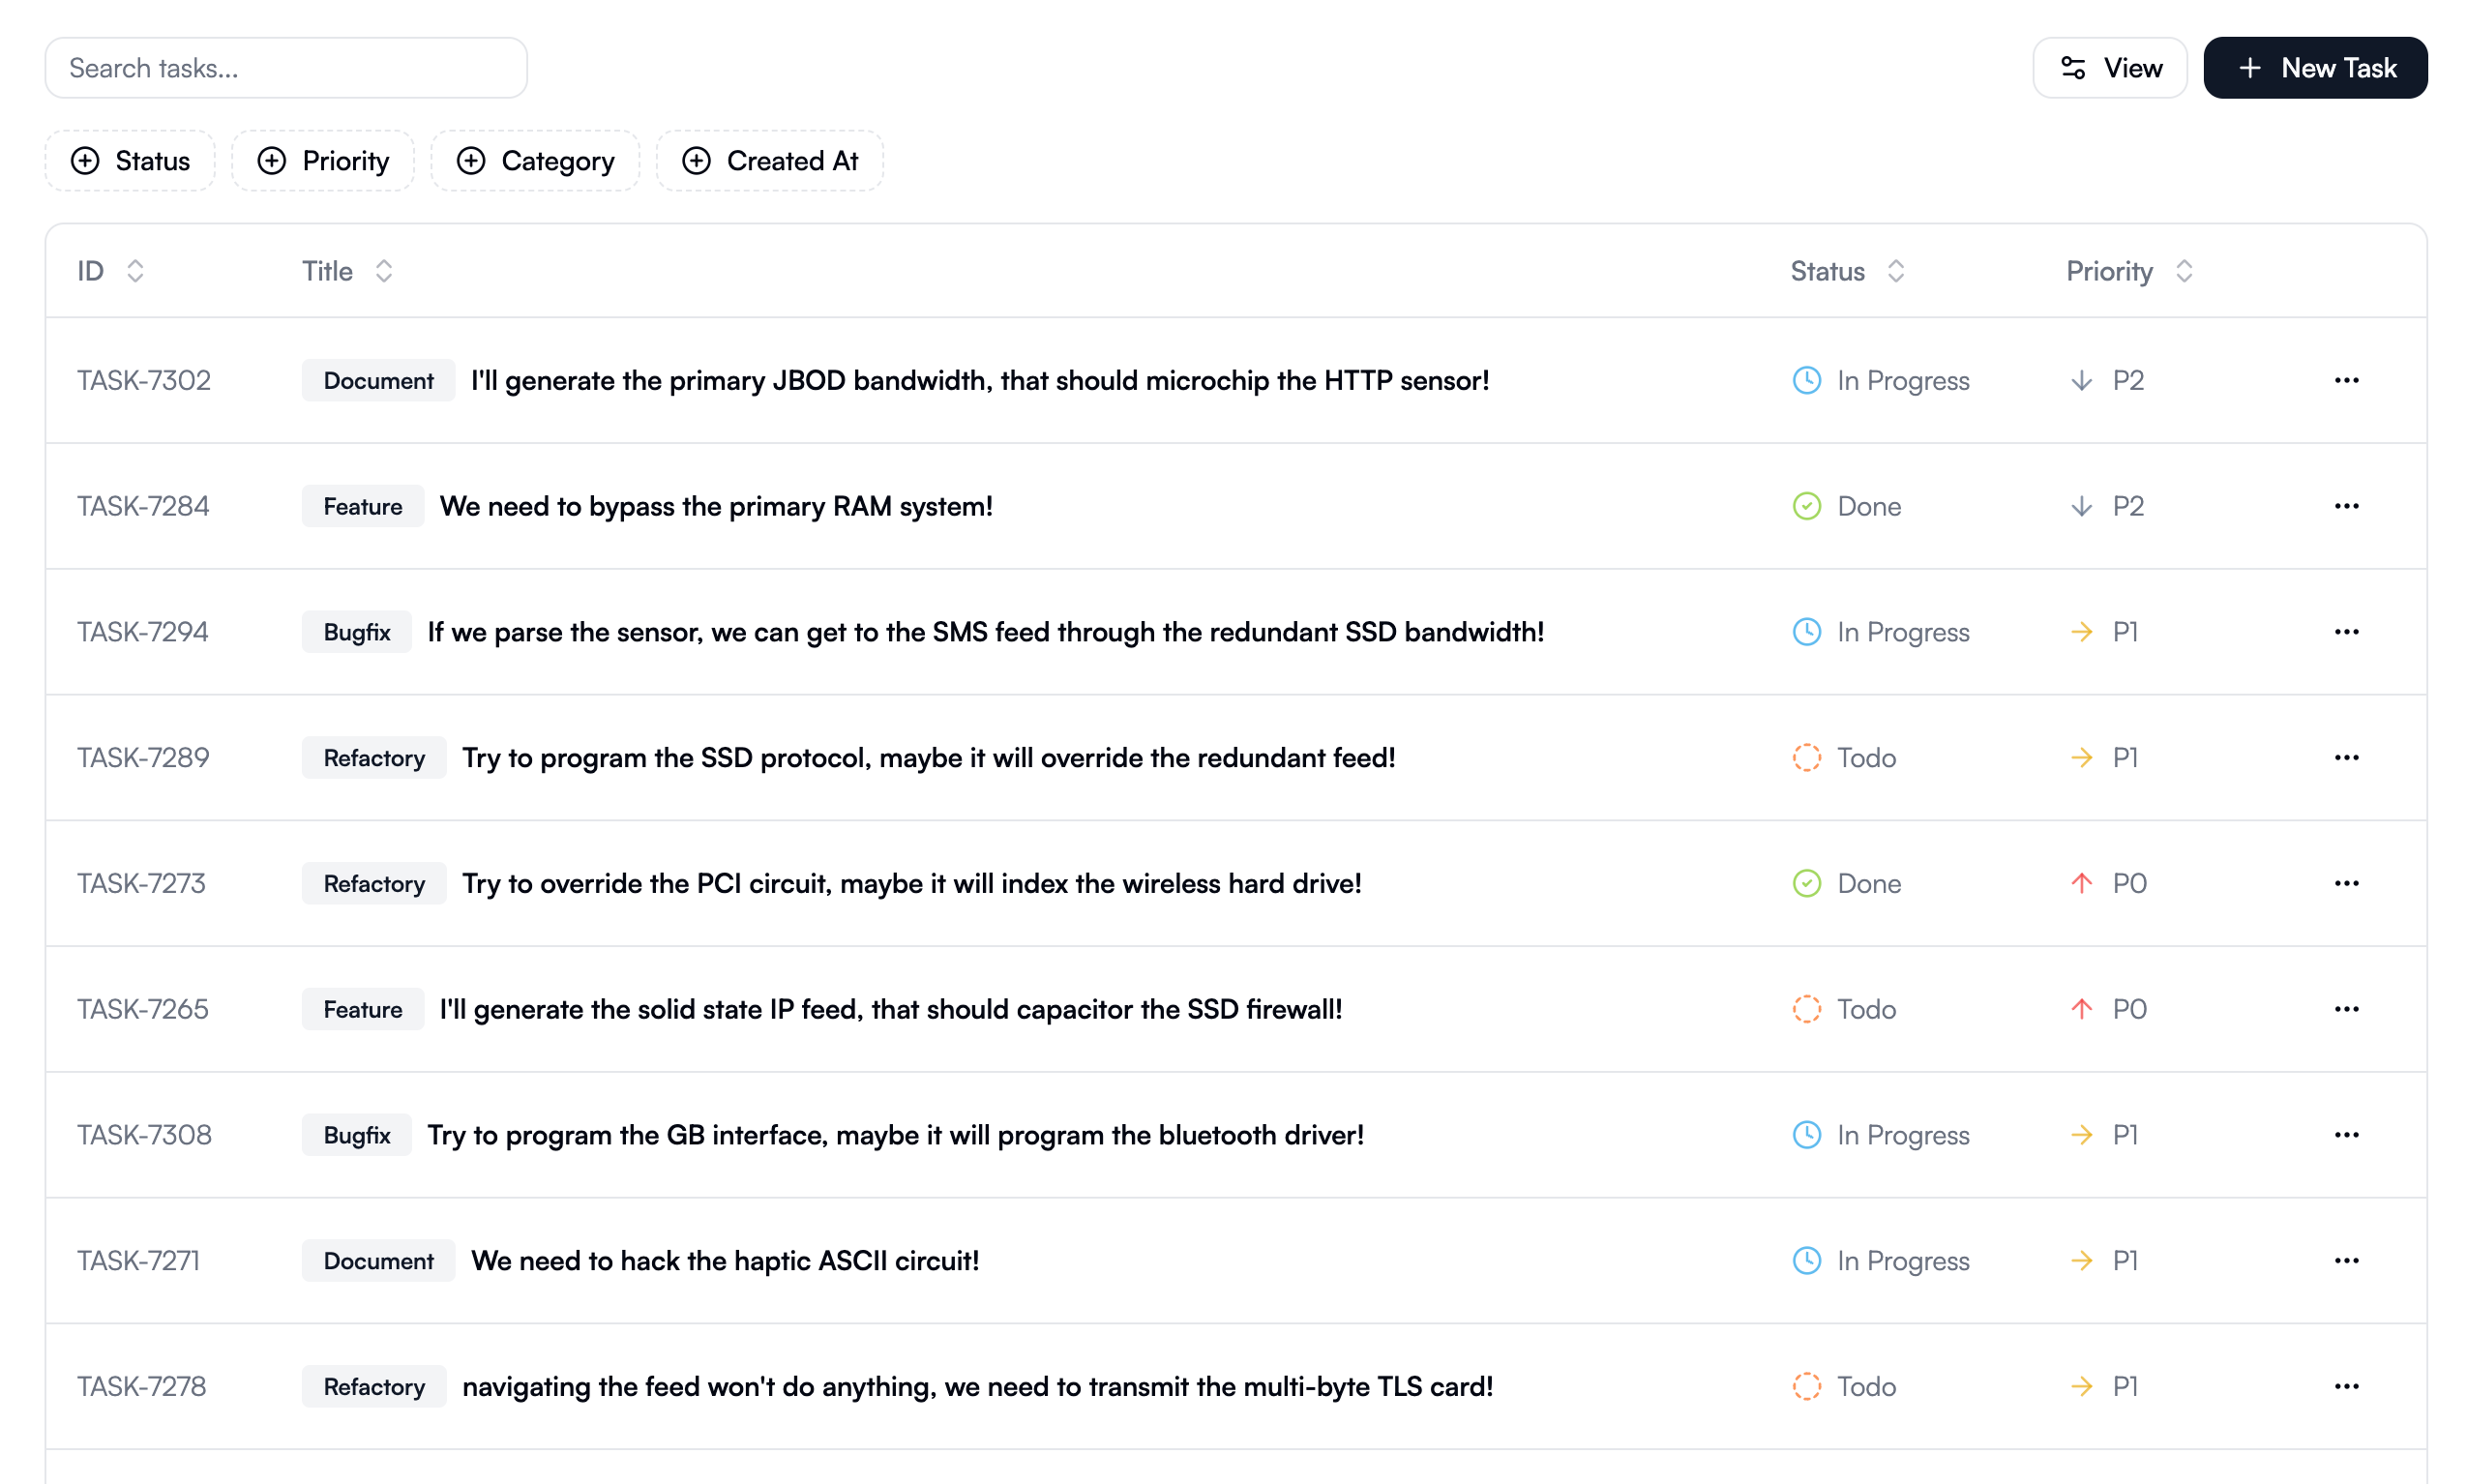 Search tasks...
View
New Task
Status
Priority
Category
Created At
ID
Title
Status
Priority
TASK-7302 Document I'll generate the primary JBOD bandwidth, that should microchip the HTTP sensor! In Progress P2
TASK-7284 Feature We need to bypass the primary RAM system! Done P2
TASK-7294 Bugfix If we parse the sensor, we can get to the SMS feed through the redundant SSD bandwidth! In Progress P1
TASK-7289 Refactory Try to program the SSD protocol, maybe it will override the redundant feed! Todo P1
TASK-7273 Refactory Try to override the PCI circuit, maybe it will index the wireless hard drive! Done P0
TASK-7265 Feature I'll generate the solid state IP feed, that should capacitor the SSD firewall! Todo P0
TASK-7308 Bugfix Try to program the GB interface, maybe it will program the bluetooth driver! In Progress P1
TASK-7271 Document We need to hack the haptic ASCII circuit! In Progress P1
TASK-7278 Refactory navigating the feed won't do anything, we need to transmit the multi-byte TLS card! Todo P1